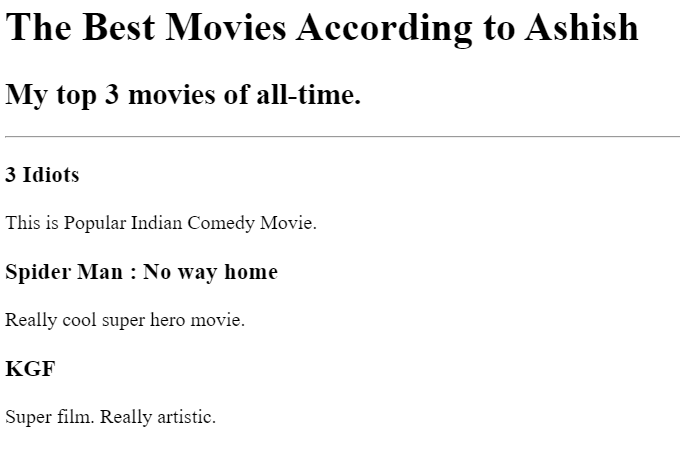 The Best Movies According to Ashish
My top 3 movies of all-time.
3 Idiots
This is Popular Indian Comedy Movie.
Spider Man : No way home
Really cool super hero movie.
KGF
Super film. Really artistic.